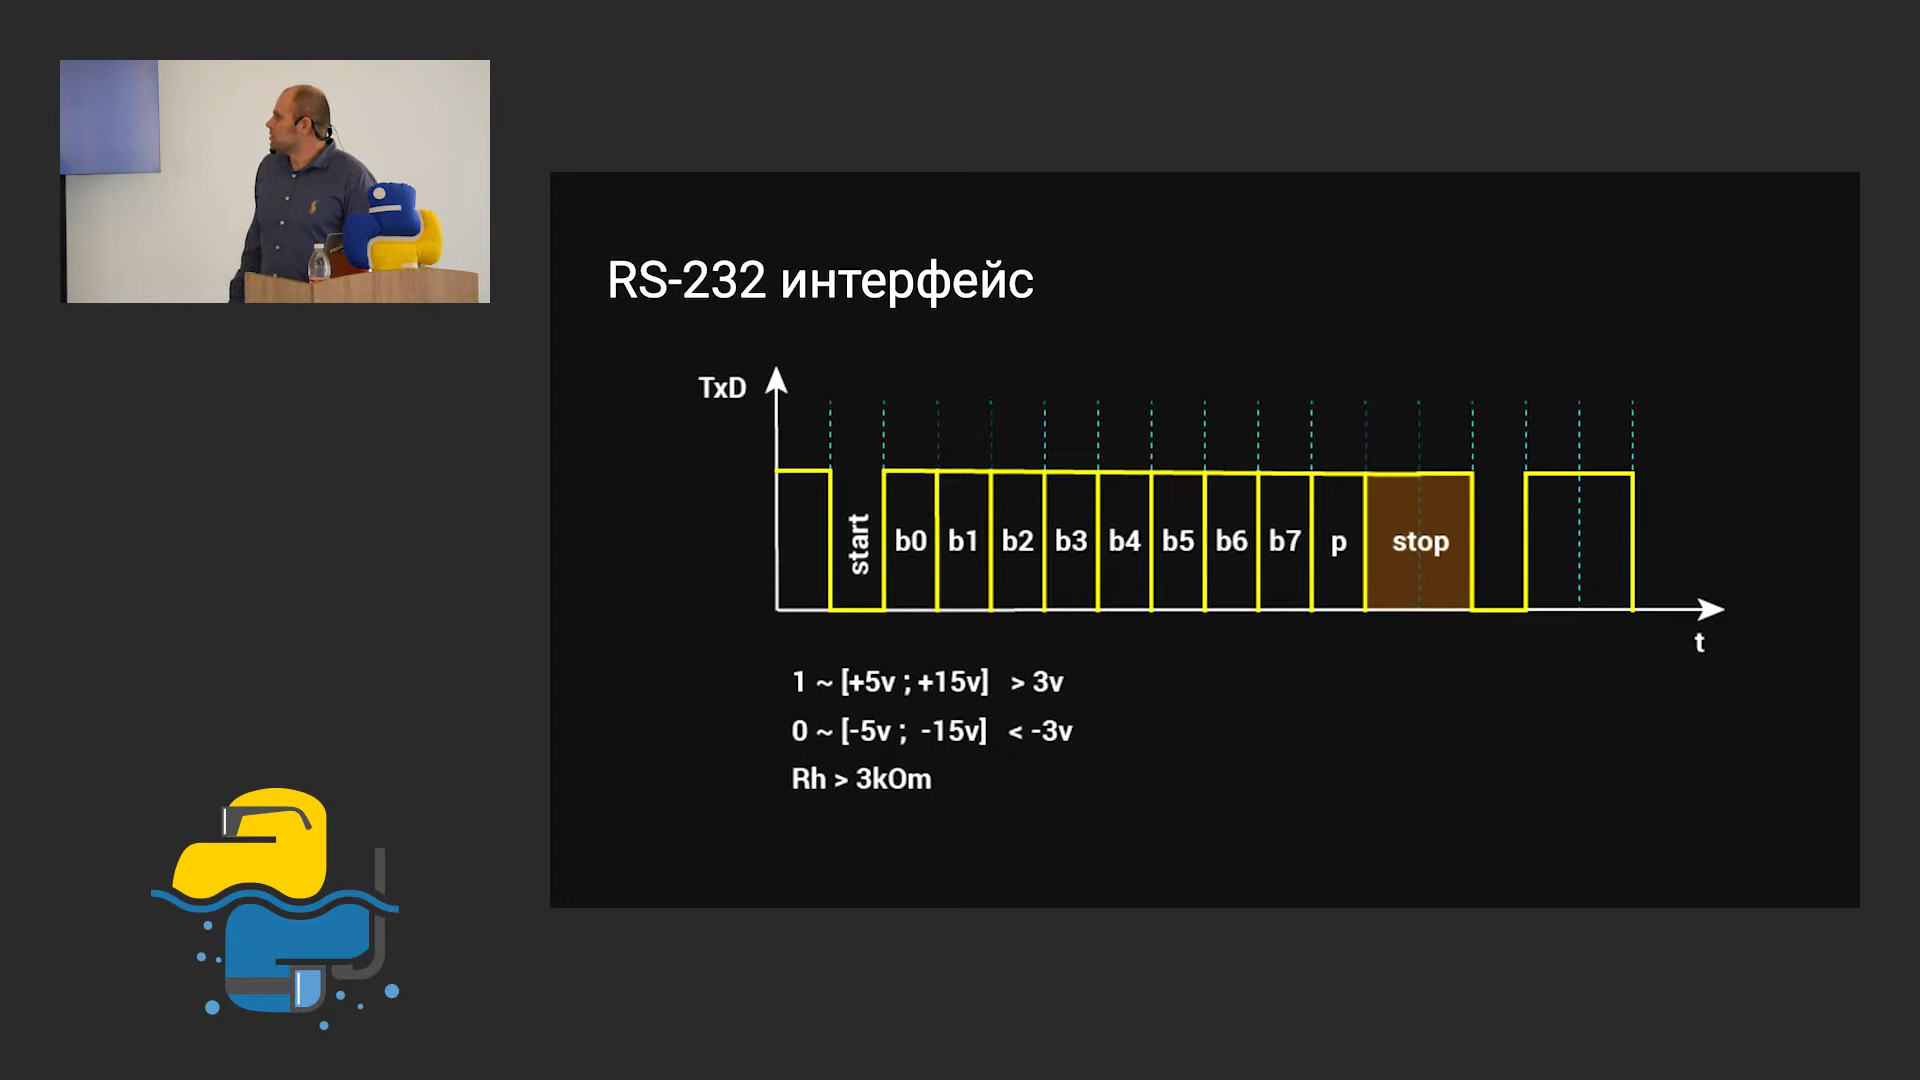 RS-232 интерфейс
TxD
start b0 b1 b2 b3 b4 b5 b6 b7 p stop
t
1 ~ [+5v ; +15v] > 3v
0 ~ [-5v ; -15v] < -3v
Rh > 3kOm